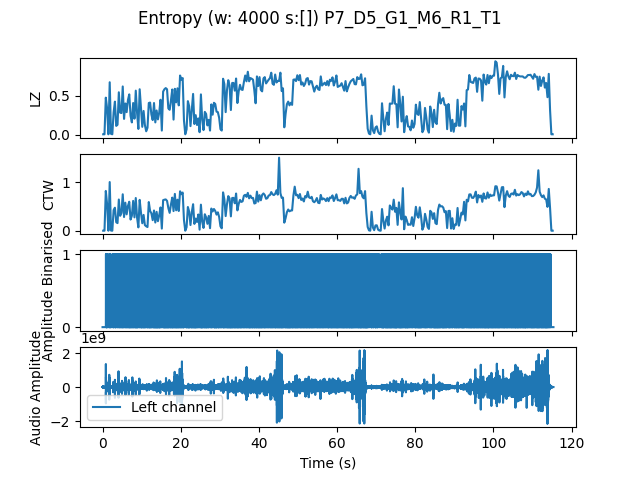 Entropy (w: 4000 s:[]) P7_D5_G1_M6_R1_T1
LZ
0.5
0.0
CTW
1
0
Amplitude Binarised
1
0
1e9
Audio Amplitude
2
0
−2
Left channel
0 20 40 60 80 100 120
Time (s)